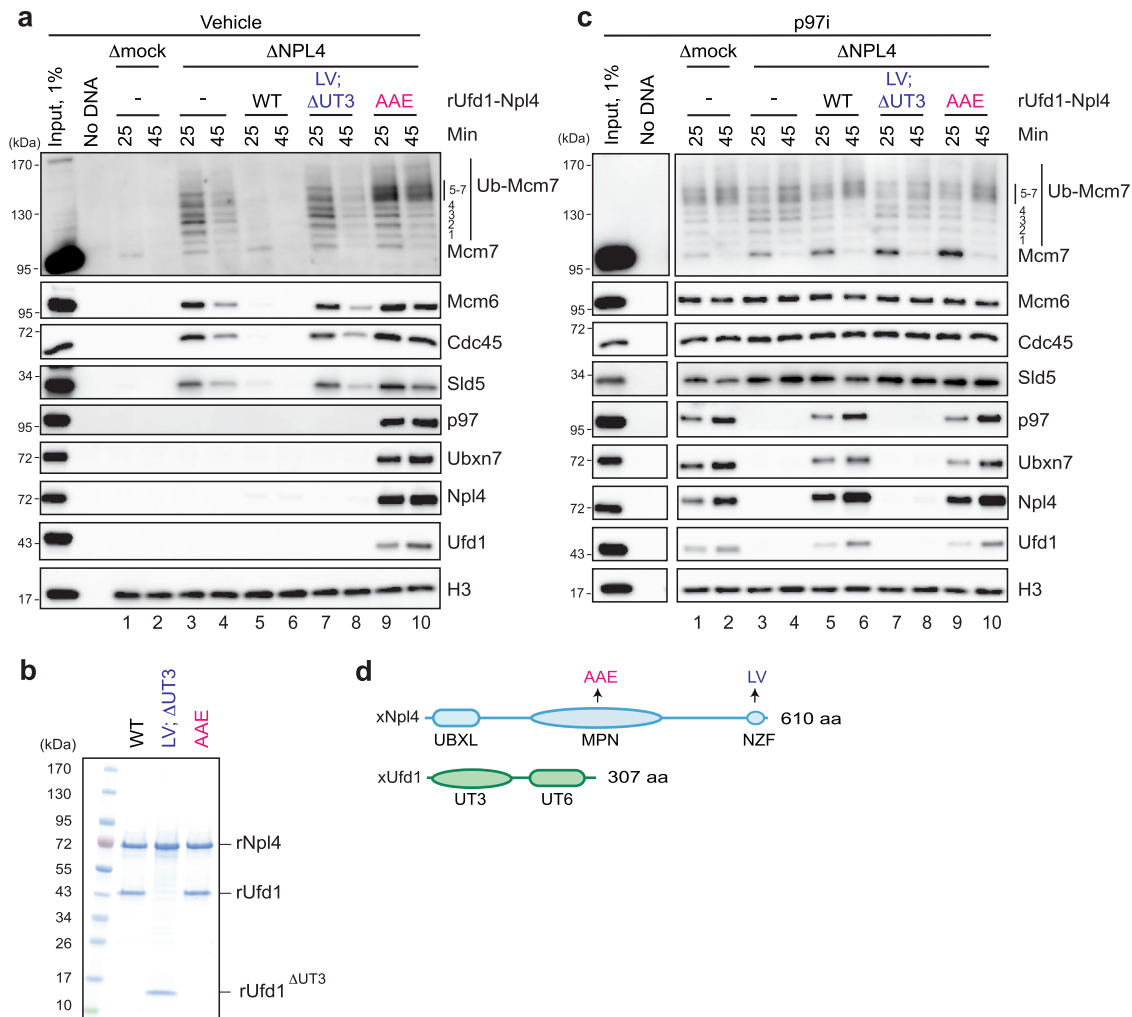 a
Vehicle
Δmock
ΔNPL4
Input, 1%
No DNA
-
-
WT
LV; ΔUT3
AAE
rUfd1-Npl4
25
45
25
45
25
45
25
45
25
45
Min
(kDa)
170
130
95
5-7
4
3
2
1
Ub-Mcm7
Mcm7
95
Mcm6
72
Cdc45
34
Sld5
95
p97
72
Ubxn7
72
Npl4
43
Ufd1
17
H3
1 2 3 4 5 6 7 8 9 10
c
p97i
Δmock
ΔNPL4
Input, 1%
No DNA
-
-
WT
LV; ΔUT3
AAE
rUfd1-Npl4
25
45
25
45
25
45
25
45
25
45
Min
(kDa)
170
130
95
5-7
4
3
2
1
Ub-Mcm7
Mcm7
95
Mcm6
72
Cdc45
34
Sld5
95
p97
72
Ubxn7
72
Npl4
43
Ufd1
17
H3
1 2 3 4 5 6 7 8 9 10
b
(kDa)
WT
LV; ΔUT3
AAE
170
130
95
72
55
43
34
26
17
10
rNpl4
rUfd1
rUfd1 ΔUT3
d
AAE
LV
xNpl4
610 aa
UBXL
MPN
NZF
xUfd1
307 aa
UT3
UT6